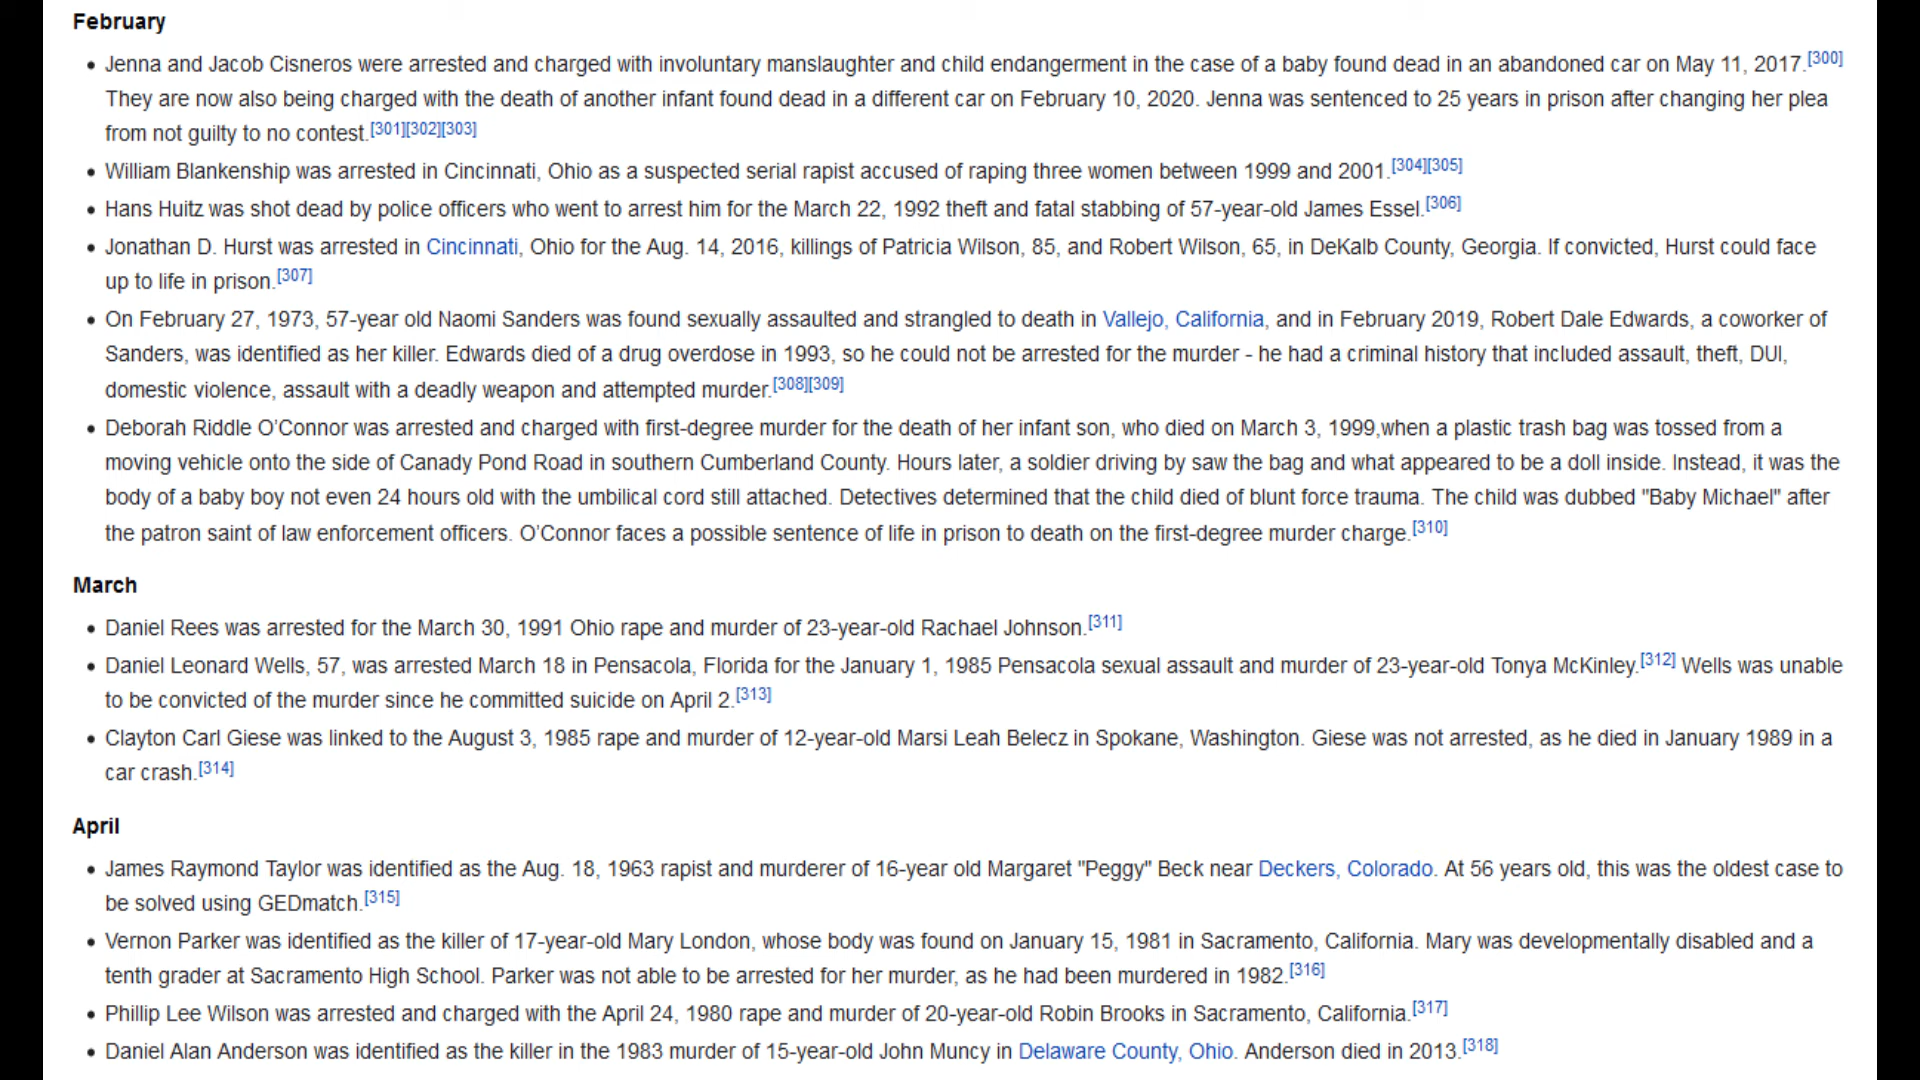 February
• Jenna and Jacob Cisneros were arrested and charged with involuntary manslaughter and child endangerment in the case of a baby found dead in an abandoned car on May 11, 2017.[300]
They are now also being charged with the death of another infant found dead in a different car on February 10, 2020. Jenna was sentenced to 25 years in prison after changing her plea
from not guilty to no contest.[301][302][303]
• William Blankenship was arrested in Cincinnati, Ohio as a suspected serial rapist accused of raping three women between 1999 and 2001.[304][305]
• Hans Huitz was shot dead by police officers who went to arrest him for the March 22, 1992 theft and fatal stabbing of 57-year-old James Essel.[306]
• Jonathan D. Hurst was arrested in Cincinnati, Ohio for the Aug. 14, 2016, killings of Patricia Wilson, 85, and Robert Wilson, 65, in DeKalb County, Georgia. If convicted, Hurst could face
up to life in prison.[307]
• On February 27, 1973, 57-year old Naomi Sanders was found sexually assaulted and strangled to death in Vallejo, California, and in February 2019, Robert Dale Edwards, a coworker of
Sanders, was identified as her killer. Edwards died of a drug overdose in 1993, so he could not be arrested for the murder - he had a criminal history that included assault, theft, DUI,
domestic violence, assault with a deadly weapon and attempted murder.[308][309]
• Deborah Riddle O'Connor was arrested and charged with first-degree murder for the death of her infant son, who died on March 3, 1999,when a plastic trash bag was tossed from a
moving vehicle onto the side of Canady Pond Road in southern Cumberland County. Hours later, a soldier driving by saw the bag and what appeared to be a doll inside. Instead, it was the
body of a baby boy not even 24 hours old with the umbilical cord still attached. Detectives determined that the child died of blunt force trauma. The child was dubbed "Baby Michael" after
the patron saint of law enforcement officers. O'Connor faces a possible sentence of life in prison to death on the first-degree murder charge.[310]
March
• Daniel Rees was arrested for the March 30, 1991 Ohio rape and murder of 23-year-old Rachael Johnson.[311]
• Daniel Leonard Wells, 57, was arrested March 18 in Pensacola, Florida for the January 1, 1985 Pensacola sexual assault and murder of 23-year-old Tonya McKinley.[312] Wells was unable
to be convicted of the murder since he committed suicide on April 2.[313]
• Clayton Carl Giese was linked to the August 3, 1985 rape and murder of 12-year-old Marsi Leah Belecz in Spokane, Washington. Giese was not arrested, as he died in January 1989 in a
car crash.[314]
April
• James Raymond Taylor was identified as the Aug. 18, 1963 rapist and murderer of 16-year old Margaret "Peggy" Beck near Deckers, Colorado. At 56 years old, this was the oldest case to
be solved using GEDmatch.[315]
• Vernon Parker was identified as the killer of 17-year-old Mary London, whose body was found on January 15, 1981 in Sacramento, California. Mary was developmentally disabled and a
tenth grader at Sacramento High School. Parker was not able to be arrested for her murder, as he had been murdered in 1982.[316]
• Phillip Lee Wilson was arrested and charged with the April 24, 1980 rape and murder of 20-year-old Robin Brooks in Sacramento, California.[317]
• Daniel Alan Anderson was identified as the killer in the 1983 murder of 15-year-old John Muncy in Delaware County, Ohio. Anderson died in 2013.[318]